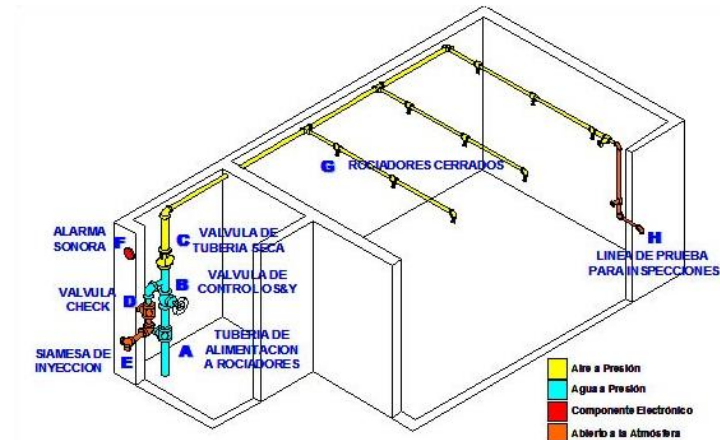 G ROCIADORES CERRADOS
ALARMA
SONORA
F
C
VALVULA DE
TUBERIA SECA
H
LINEA DE PRUEBA
PARA INSPECCIONES
B
VALVULA DE
CONTROL OS&Y
VALVULA
CHECK
D
SIAMESA DE
INYECCION
E
A
TUBERIA DE
ALIMENTACION
A ROCIADORES
Aire a Presión
Agua a Presión
Componente Electrónico
Abierto a la Atmósfera